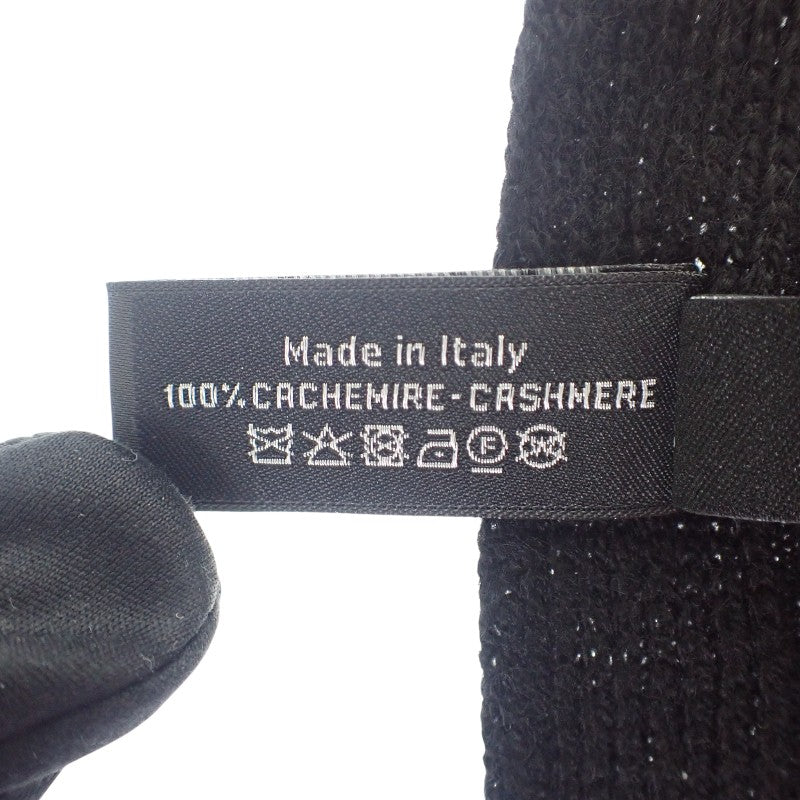 Made in Italy
100% CACHEMIRE-CASHMERE
F W